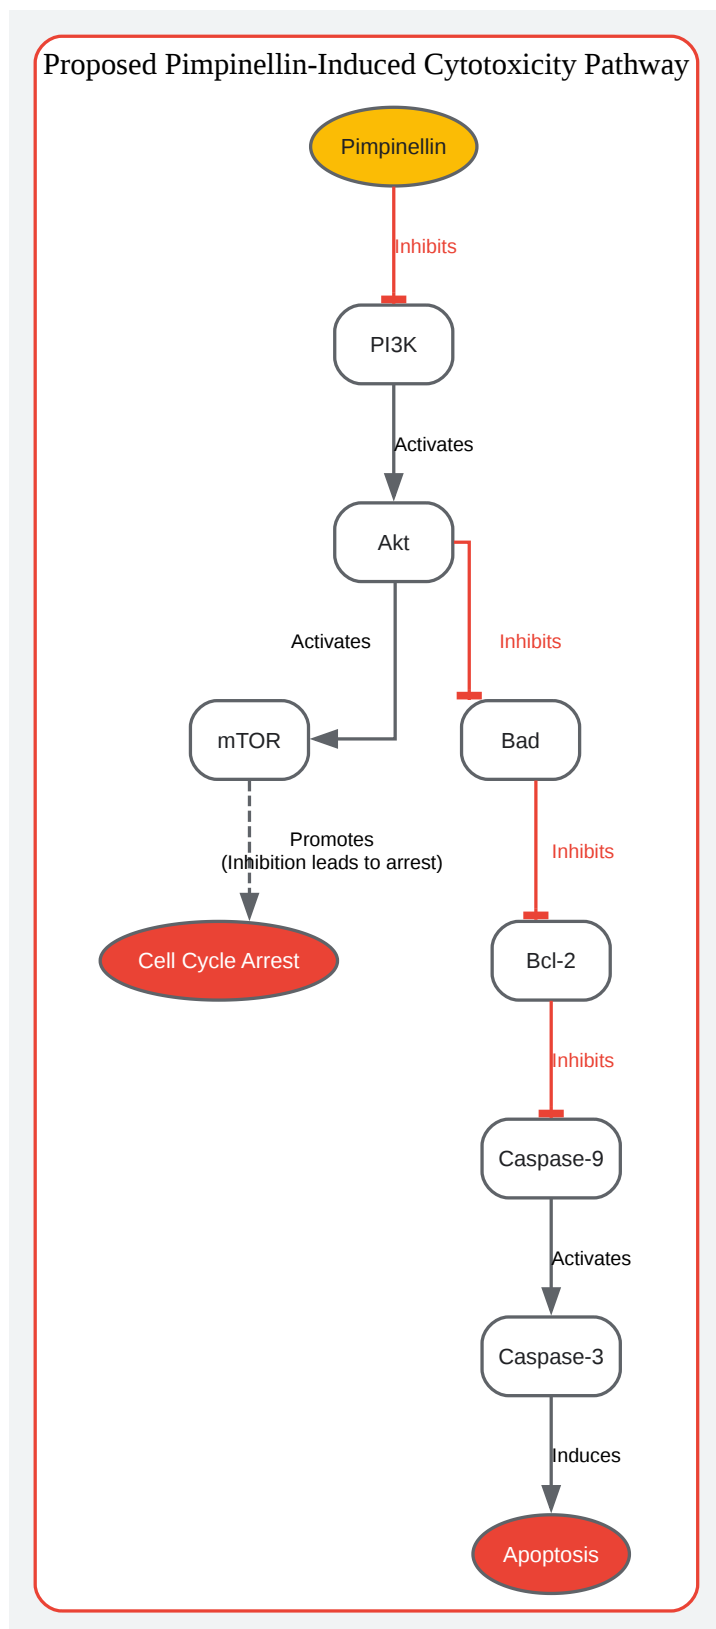 Proposed Pimpinellin-Induced Cytotoxicity Pathway
Pimpinellin
Inhibits
PI3K
Activates
Akt
Activates
Inhibits
mTOR
Bad
Promotes
(Inhibition leads to arrest)
Inhibits
Cell Cycle Arrest
Bcl-2
Inhibits
Caspase-9
Activates
Caspase-3
Induces
Apoptosis